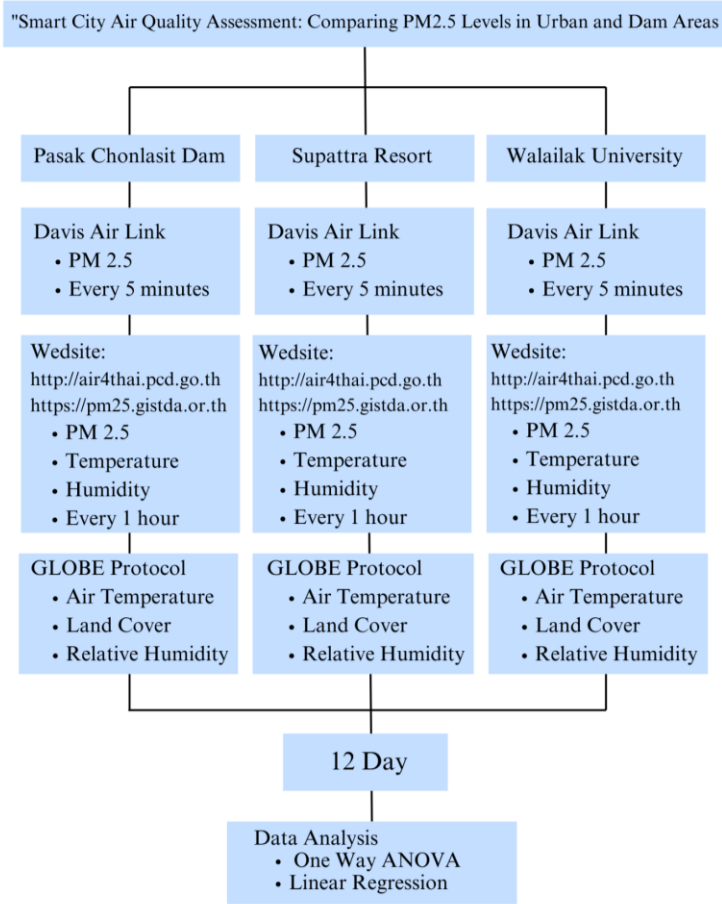 "Smart City Air Quality Assessment: Comparing PM2.5 Levels in Urban and Dam Areas
Pasak Chonlasit Dam
Davis Air Link
• PM 2.5
• Every 5 minutes
Wedsite:
http://air4thai.pcd.go.th
https://pm25.gistda.or.th
• PM 2.5
• Temperature
• Humidity
• Every 1 hour
GLOBE Protocol
• Air Temperature
• Land Cover
• Relative Humidity
Supattra Resort
Davis Air Link
• PM 2.5
• Every 5 minutes
Wedsite:
http://air4thai.pcd.go.th
https://pm25.gistda.or.th
• PM 2.5
• Temperature
• Humidity
• Every 1 hour
GLOBE Protocol
• Air Temperature
• Land Cover
• Relative Humidity
Walailak University
Davis Air Link
• PM 2.5
• Every 5 minutes
Wedsite:
http://air4thai.pcd.go.th
https://pm25.gistda.or.th
• PM 2.5
• Temperature
• Humidity
• Every 1 hour
GLOBE Protocol
• Air Temperature
• Land Cover
• Relative Humidity
12 Day
Data Analysis
• One Way ANOVA
• Linear Regression